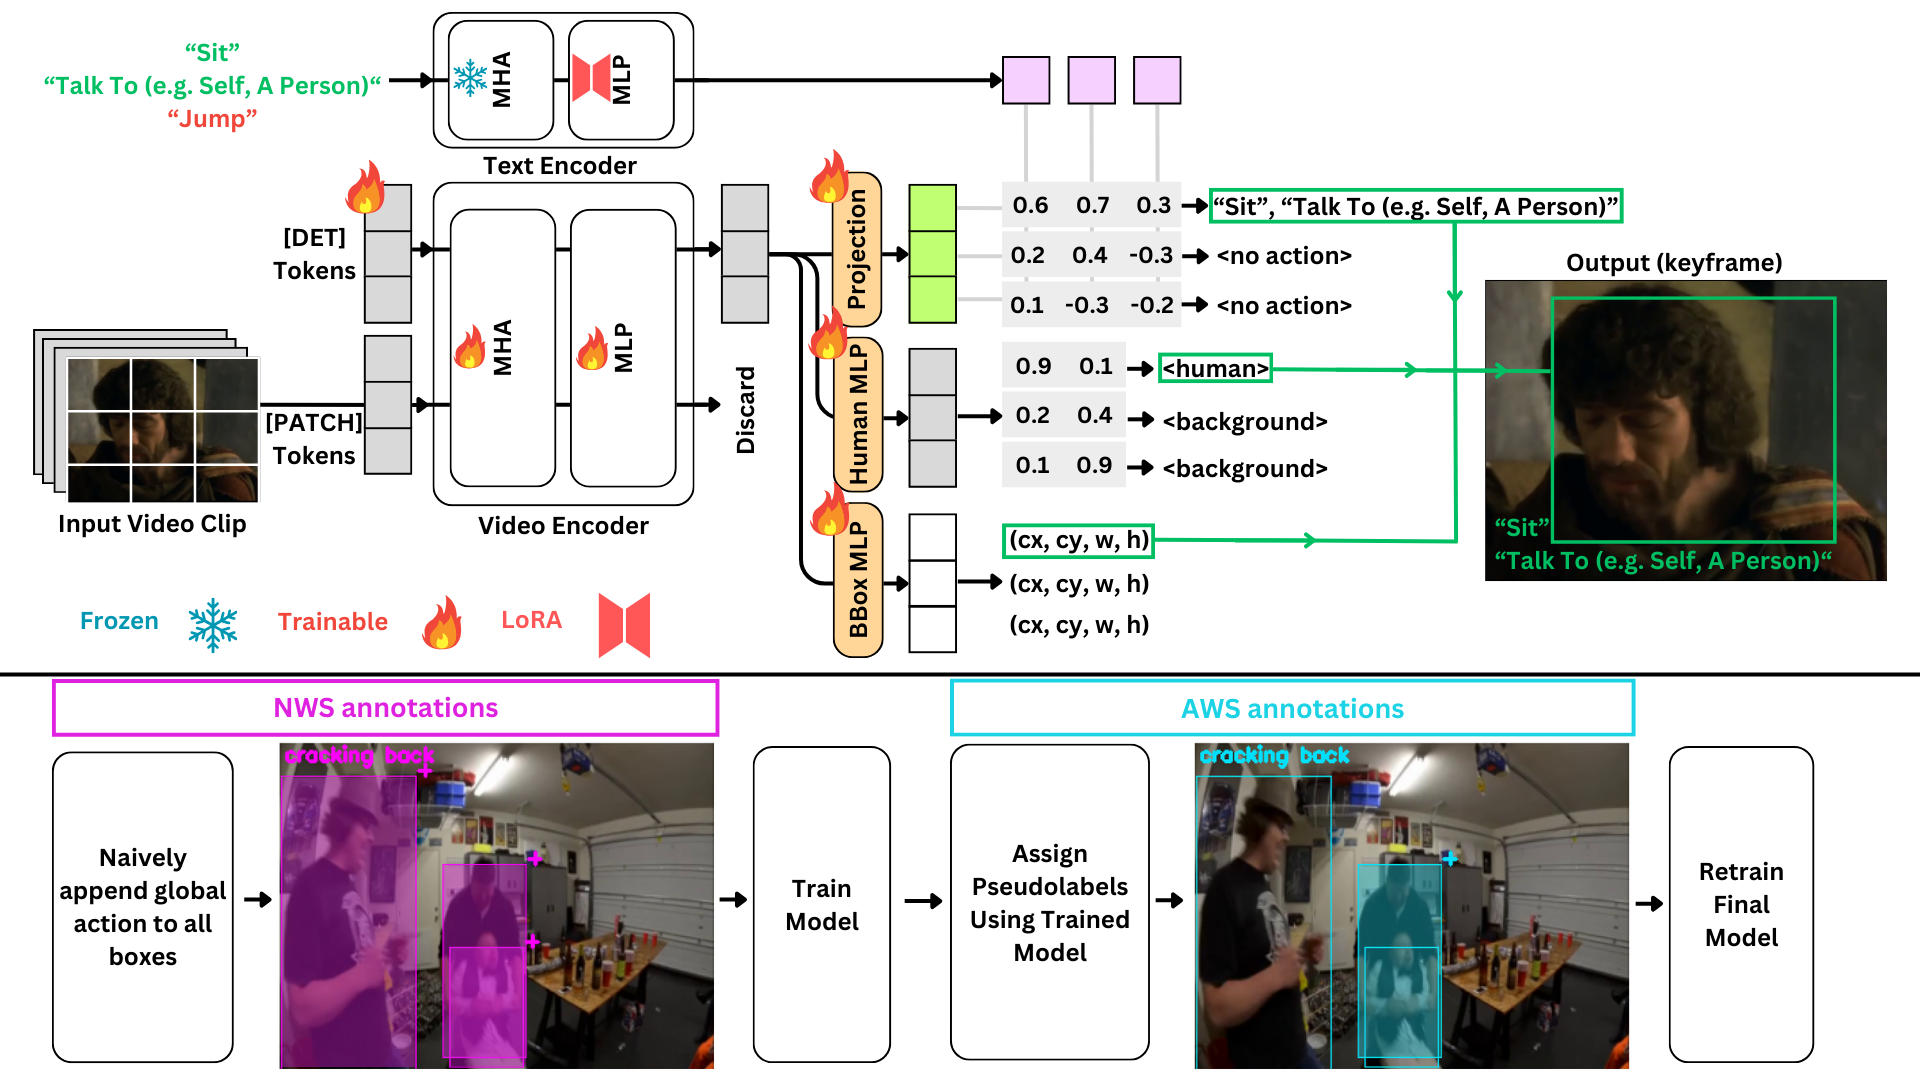 “Sit”
“Talk To (e.g. Self, A Person)“
“Jump”
MHA
MLP
Text Encoder
[DET]
Tokens
[PATCH]
Tokens
Input Video Clip
MHA
MLP
Video Encoder
Discard
Projection
Human MLP
BBox MLP
0.6 0.7 0.3
“Sit”, “Talk To (e.g. Self, A Person)”
0.2 0.4 -0.3
<no action>
0.1 -0.3 -0.2
<no action>
0.9 0.1
<human>
0.2 0.4
<background>
0.1 0.9
<background>
(cx, cy, w, h)
(cx, cy, w, h)
(cx, cy, w, h)
Output (keyframe)
“Sit”
“Talk To (e.g. Self, A Person)“
Frozen
Trainable
LoRA
NWS annotations
AWS annotations
Naively
append global
action to all
boxes
cracking back
+
+
+
Train
Model
Assign
Pseudolabels
Using Trained
Model
cracking back
+
Retrain
Final
Model